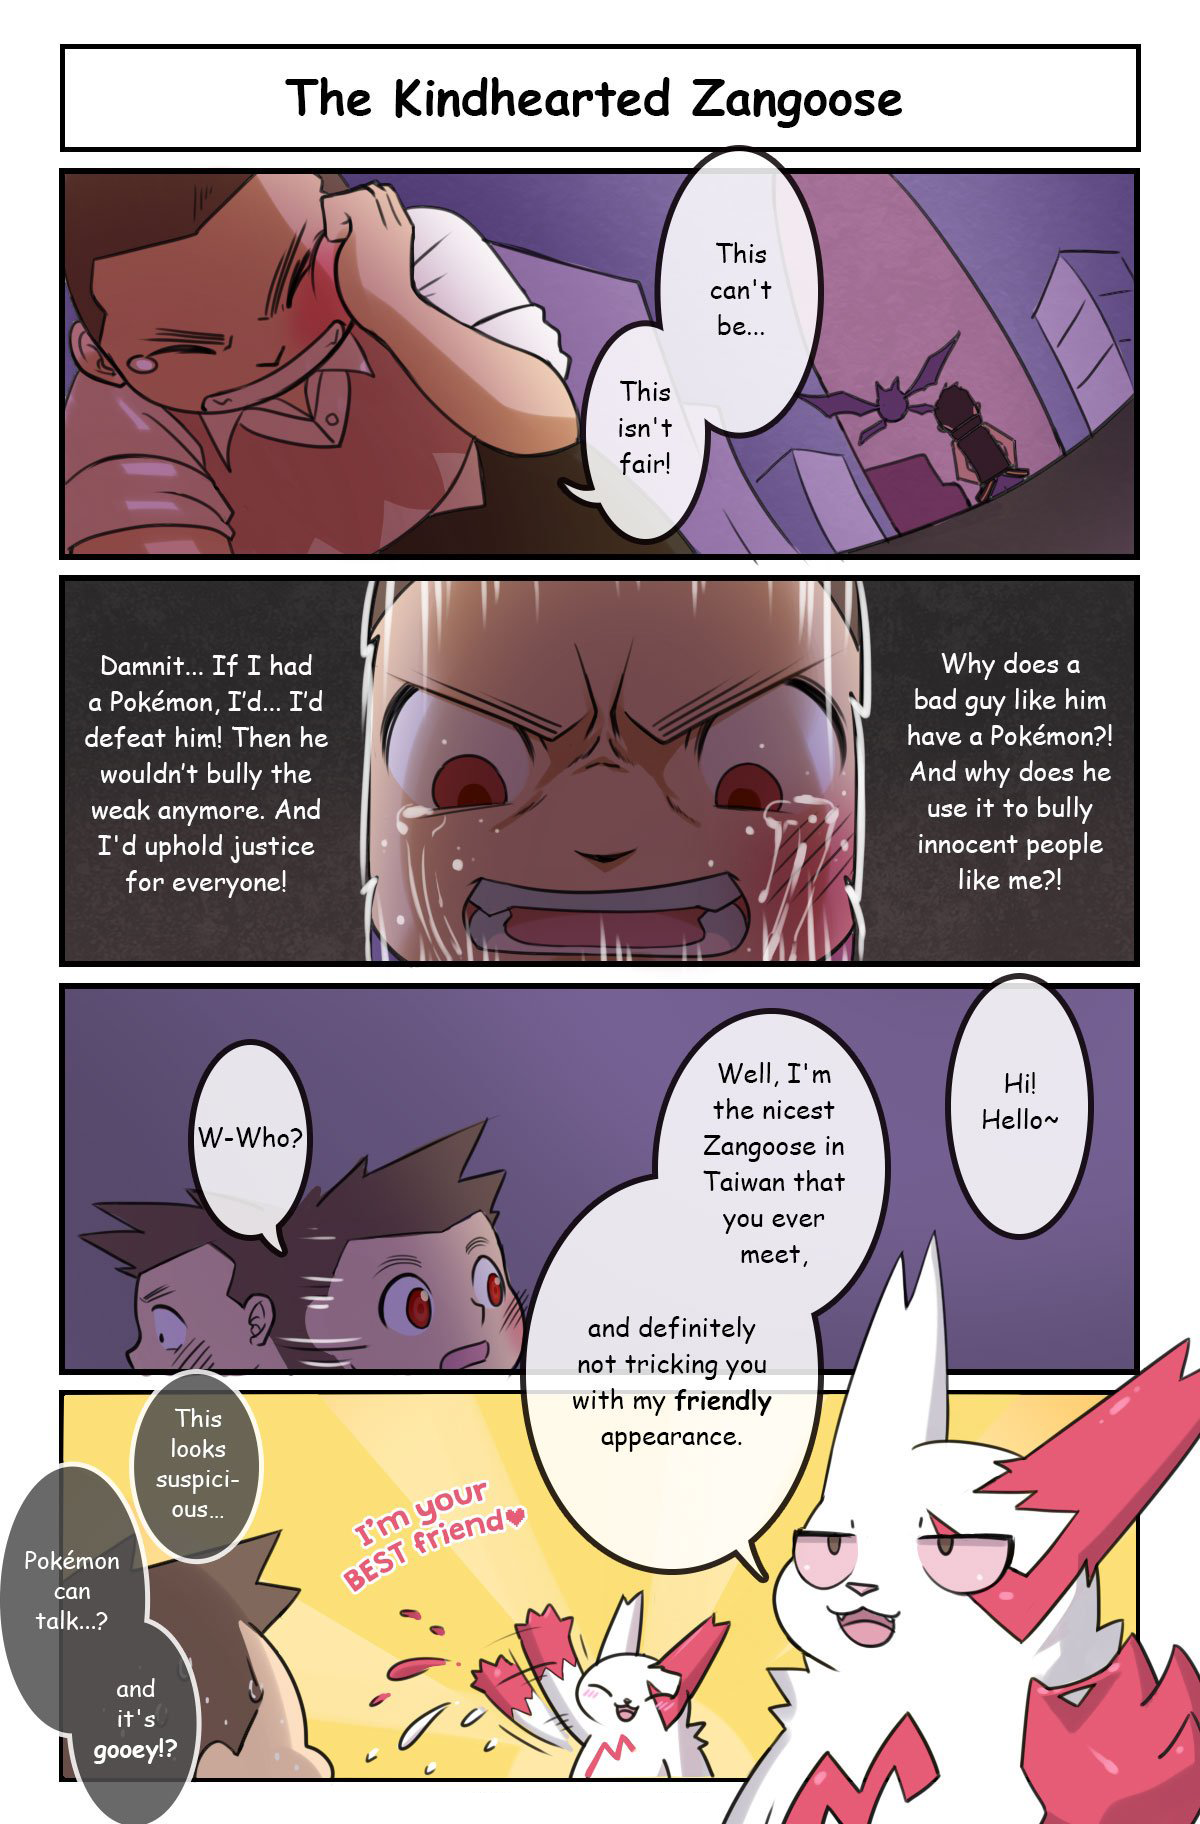 The Kindhearted Zangoose
This
can't
be...
This
isn't
fair!
Damnit... If I had
a Pokémon, I'd... I'd
defeat him! Then he
wouldn't bully the
weak anymore. And
I'd uphold justice
for everyone!
Why does a
bad guy like him
have a Pokémon?!
And why does he
use it to bully
innocent people
like me?!
W-Who?
Hi!
Hello~
Well, I'm
the nicest
Zangoose in
Taiwan that
you ever
meet,
and definitely
not tricking you
with my friendly
appearance.
This
looks
suspici-
ous...
Pokémon
can
talk...?
and
it's
gooey!?
I'm your
BEST friend♥